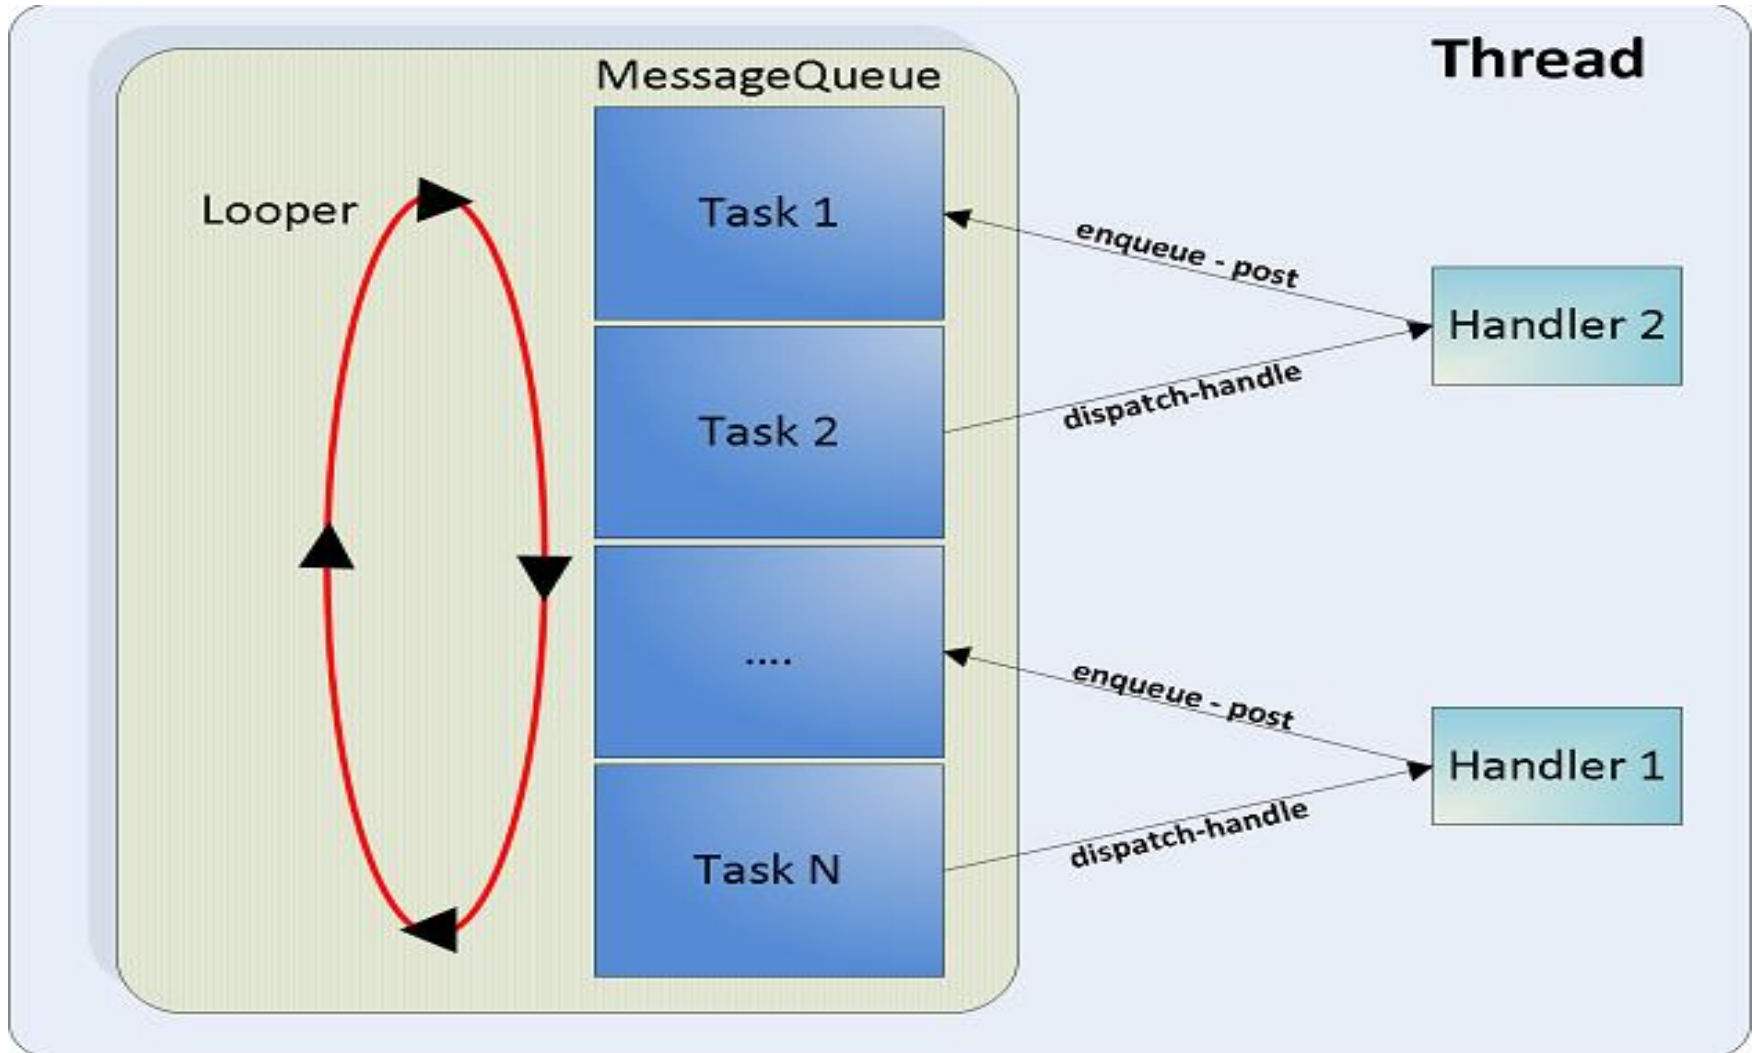 Thread
MessageQueue
Looper
Task 1
enqueue - post
Handler 2
dispatch-handle
Task 2
....
enqueue - post
Handler 1
dispatch-handle
Task N